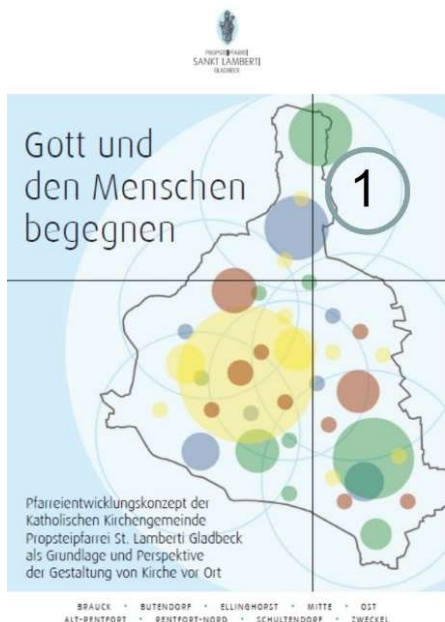 PROPSTEIPFARREI
SANKT LAMBERTI
GLADBECK
Gott und
den Menschen
begegnen
1
Pfarreientwicklungskonzept der
Katholischen Kirchengemeinde
Propsteipfarrei St. Lamberti Gladbeck
als Grundlage und Perspektive
der Gestaltung von Kirche vor Ort
BRAUCK · BUTENDORF · ELLINGHORST · MITTE · OST
ALT-RENTFORT · RENTFORT-NORD · SCHULTENDORF · ZWECKEL